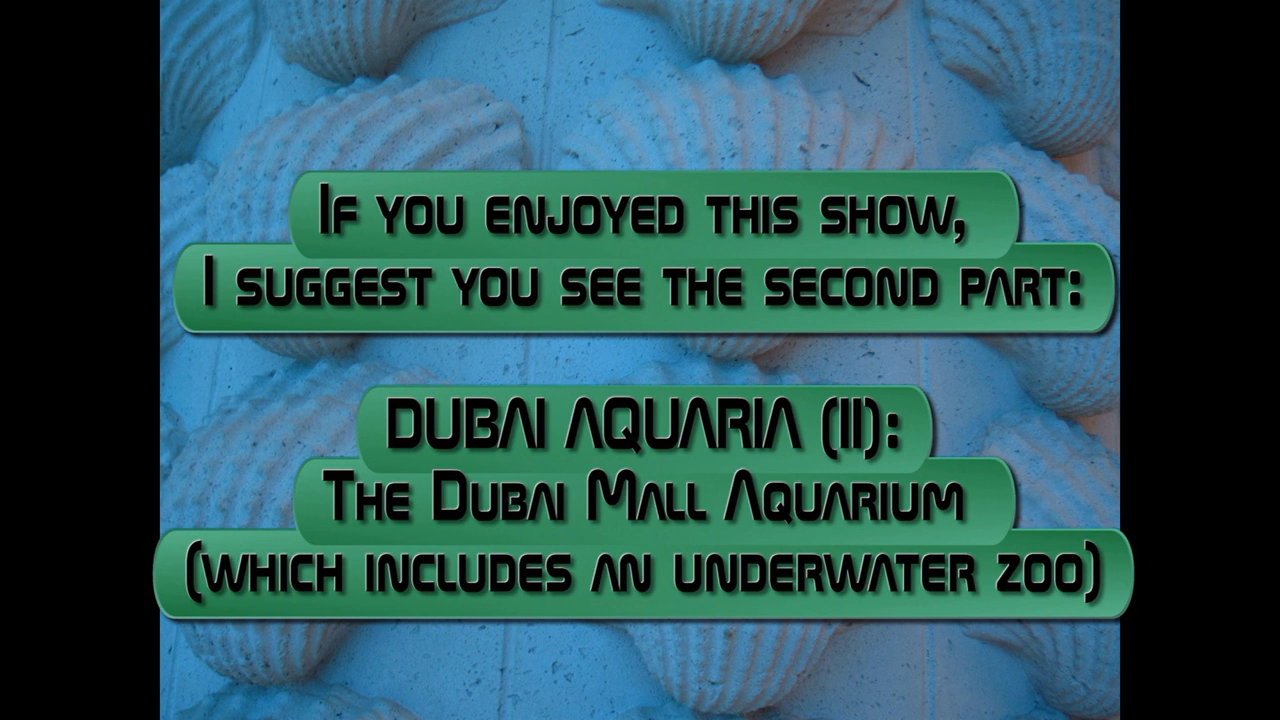 If you enjoyed this show,
I suggest you see the second part:
DUBAI AQUARIA (II):
The Dubai Mall Aquarium
(which includes an underwater zoo)